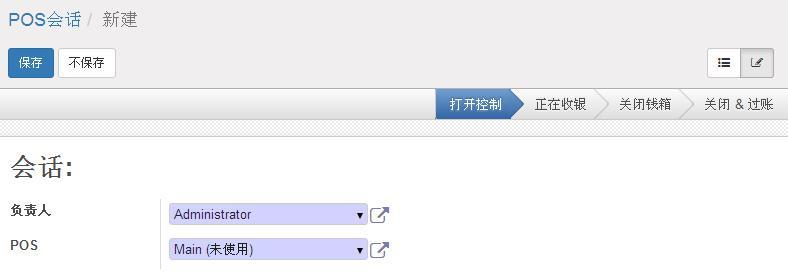 POS会话 / 新建
保存 不保存
打开控制 正在收银 关闭钱箱 关闭 & 过账
会话:
负责人 Administrator
POS Main (未使用)